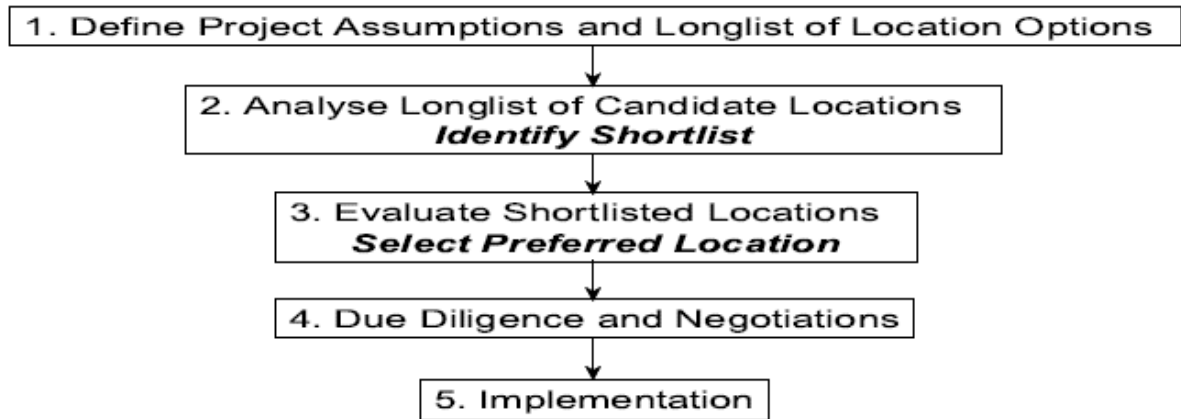 1. Define Project Assumptions and Longlist of Location Options
2. Analyse Longlist of Candidate Locations
Identify Shortlist
3. Evaluate Shortlisted Locations
Select Preferred Location
4. Due Diligence and Negotiations
5. Implementation